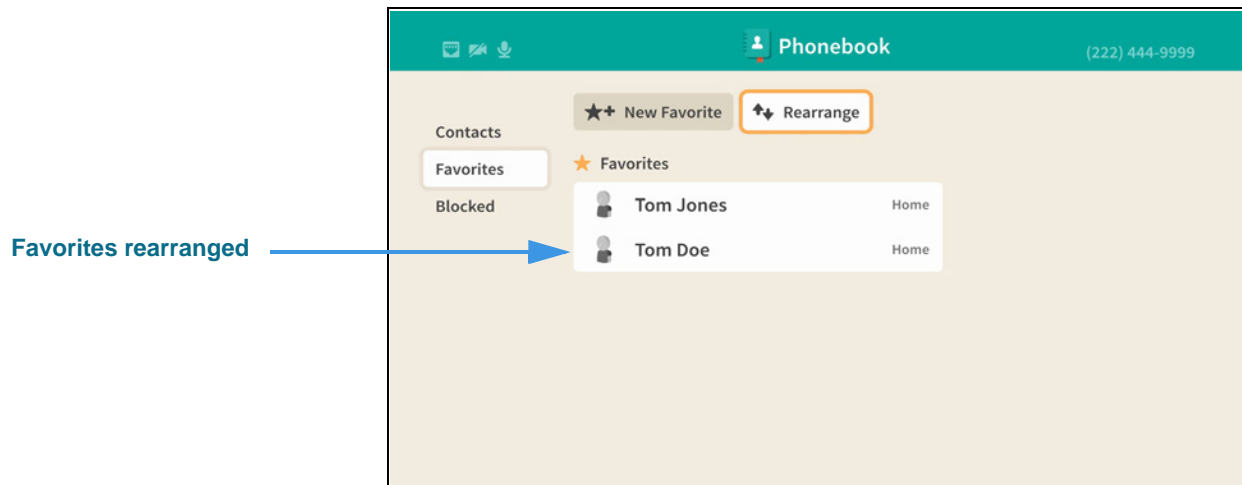 Phonebook
(222) 444-9999
New Favorite
Rearrange
Contacts
Favorites
Blocked
Favorites
Tom Jones Home
Tom Doe Home
Favorites rearranged